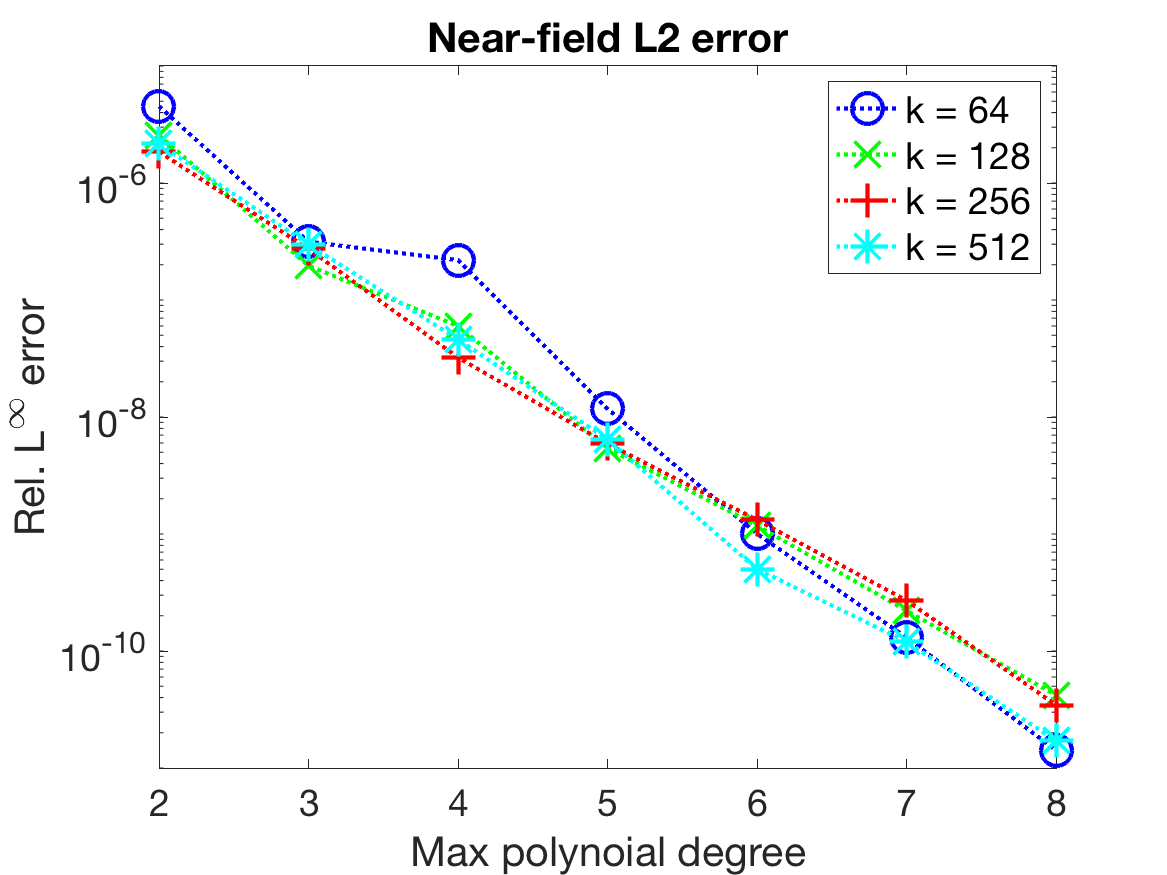 Near-field L2 error
k = 64
k = 128
k = 256
k = 512
Rel. L^∞ error
10^-6
10^-8
10^-10
2 3 4 5 6 7 8
Max polynoial degree